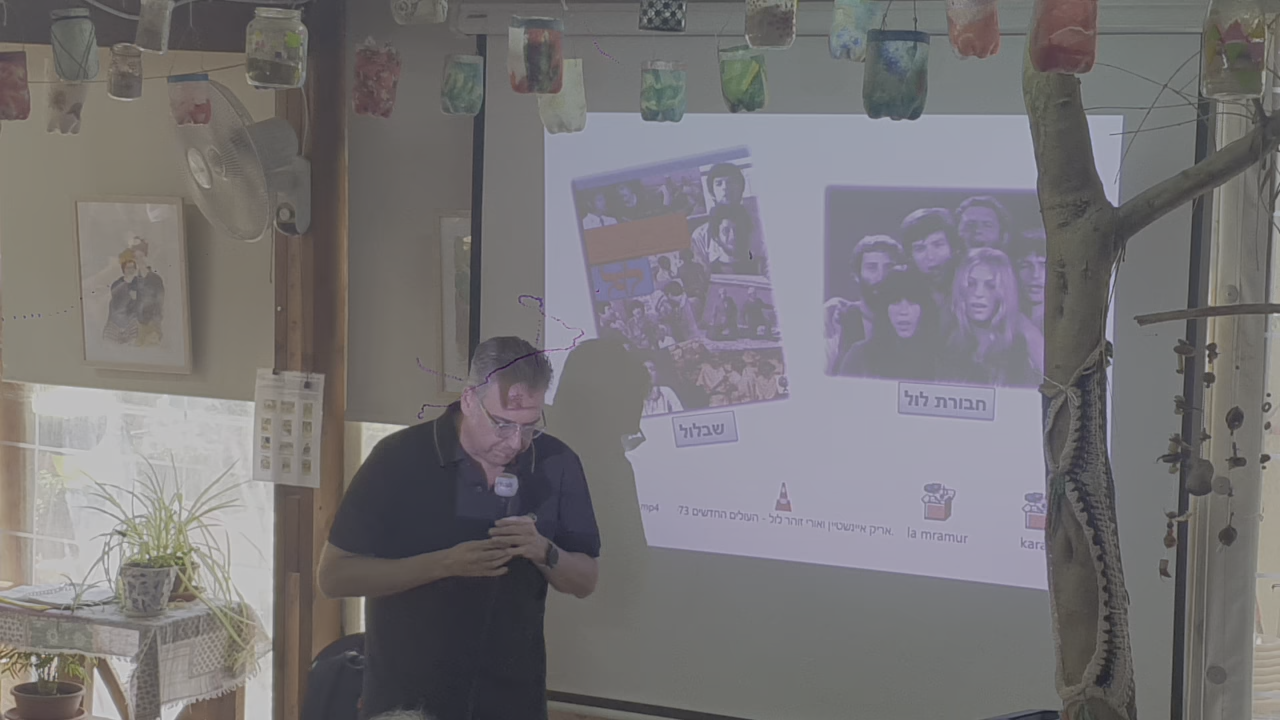 חבורת לול
שבלול
mp4
אריק איינשטיין ואורי זוהר לול - העולים החדשים 73.
la mramur
kara